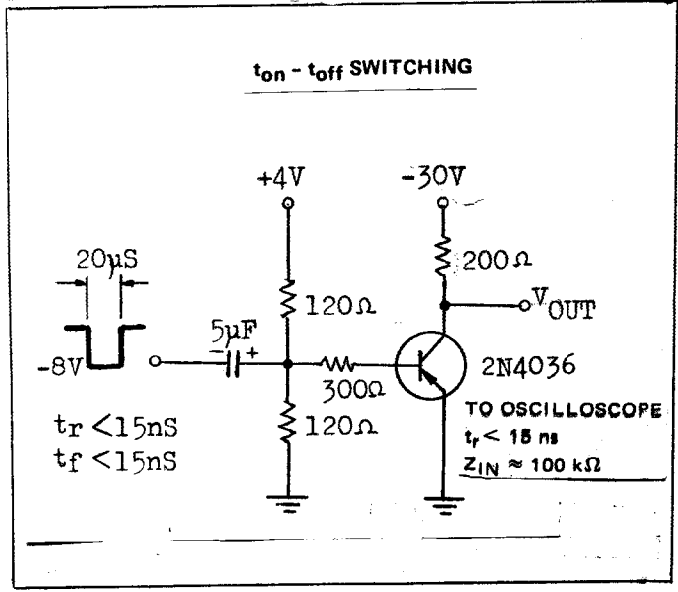 ton - toff SWITCHING
+4V
-30V
20µS
200Ω
120Ω
VOUT
5µF
- +
-8V
2N4036
300Ω
120Ω
TO OSCILLOSCOPE
tr < 15 ns
ZIN ≈ 100 kΩ
tr <15nS
tf <15nS